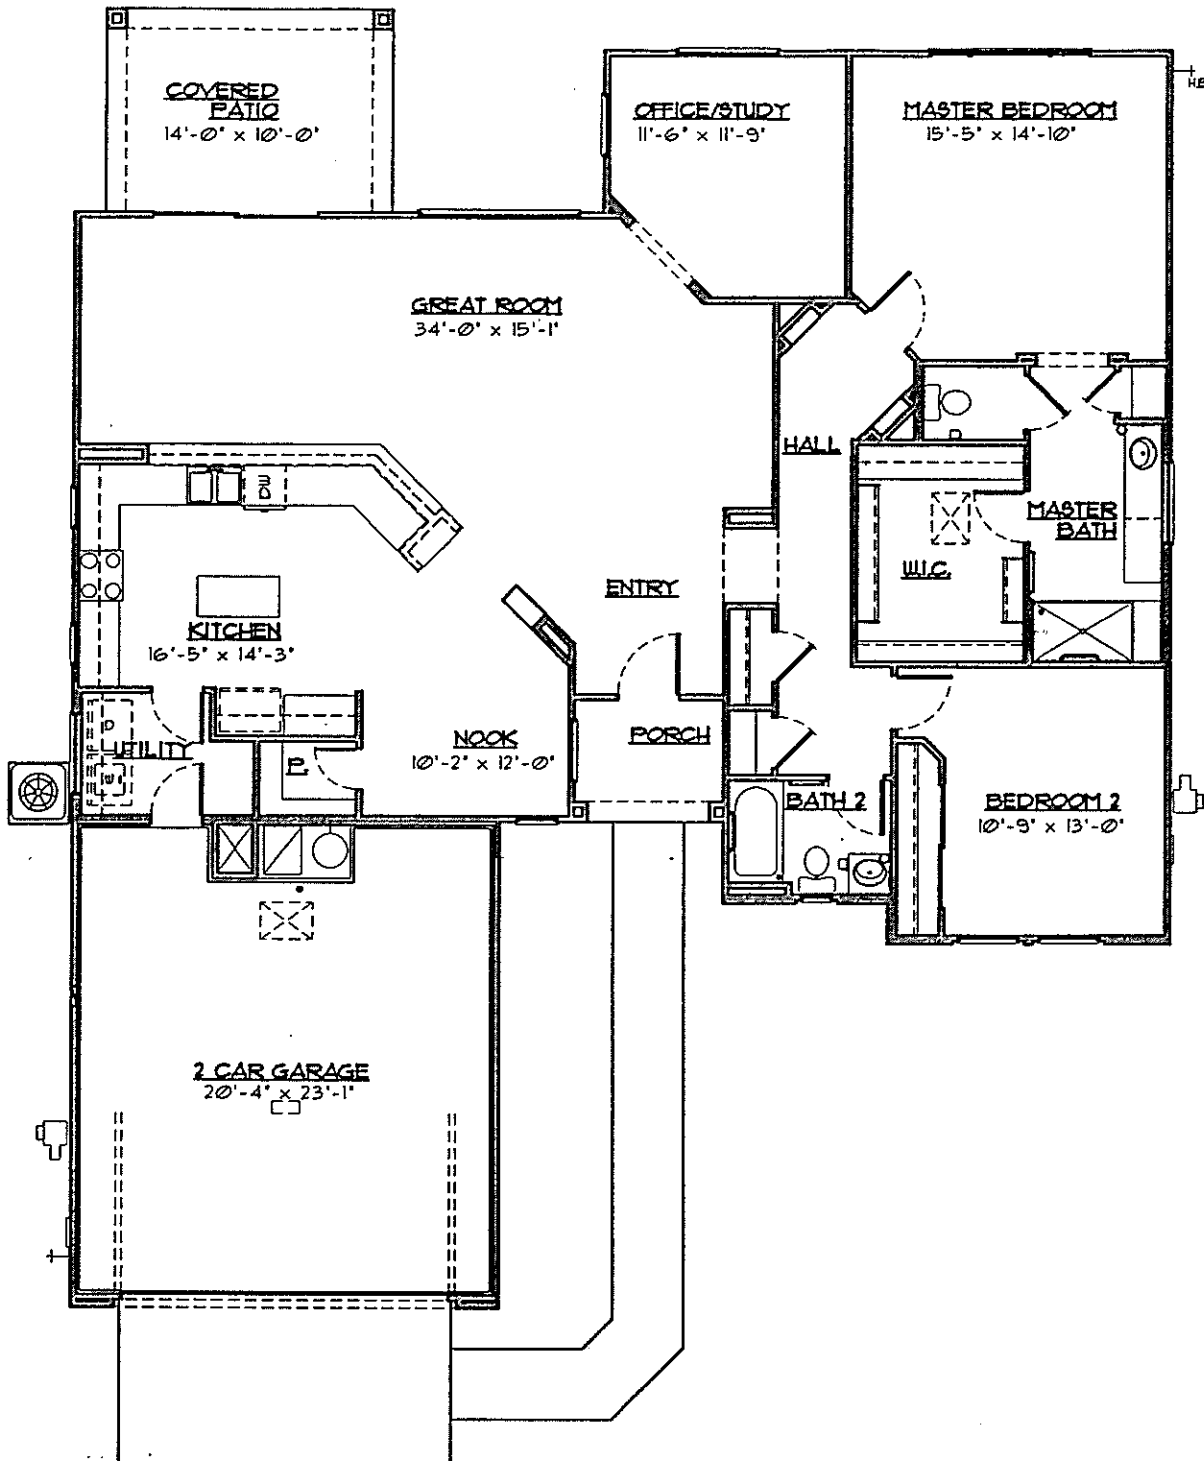 COVERED
PATIO
14'-0" x 10'-0"
OFFICE/STUDY
11'-6" x 11'-9"
MASTER BEDROOM
15'-5" x 14'-10"
GREAT ROOM
34'-0" x 15'-1"
HALL
DW
MASTER
BATH
W.I.C.
ENTRY
KITCHEN
16'-5" x 14'-3"
D
UTILITY
W
P.
NOOK
10'-2" x 12'-0"
PORCH
BATH 2
BEDROOM 2
10'-9" x 13'-0"
2 CAR GARAGE
20'-4" x 23'-1"